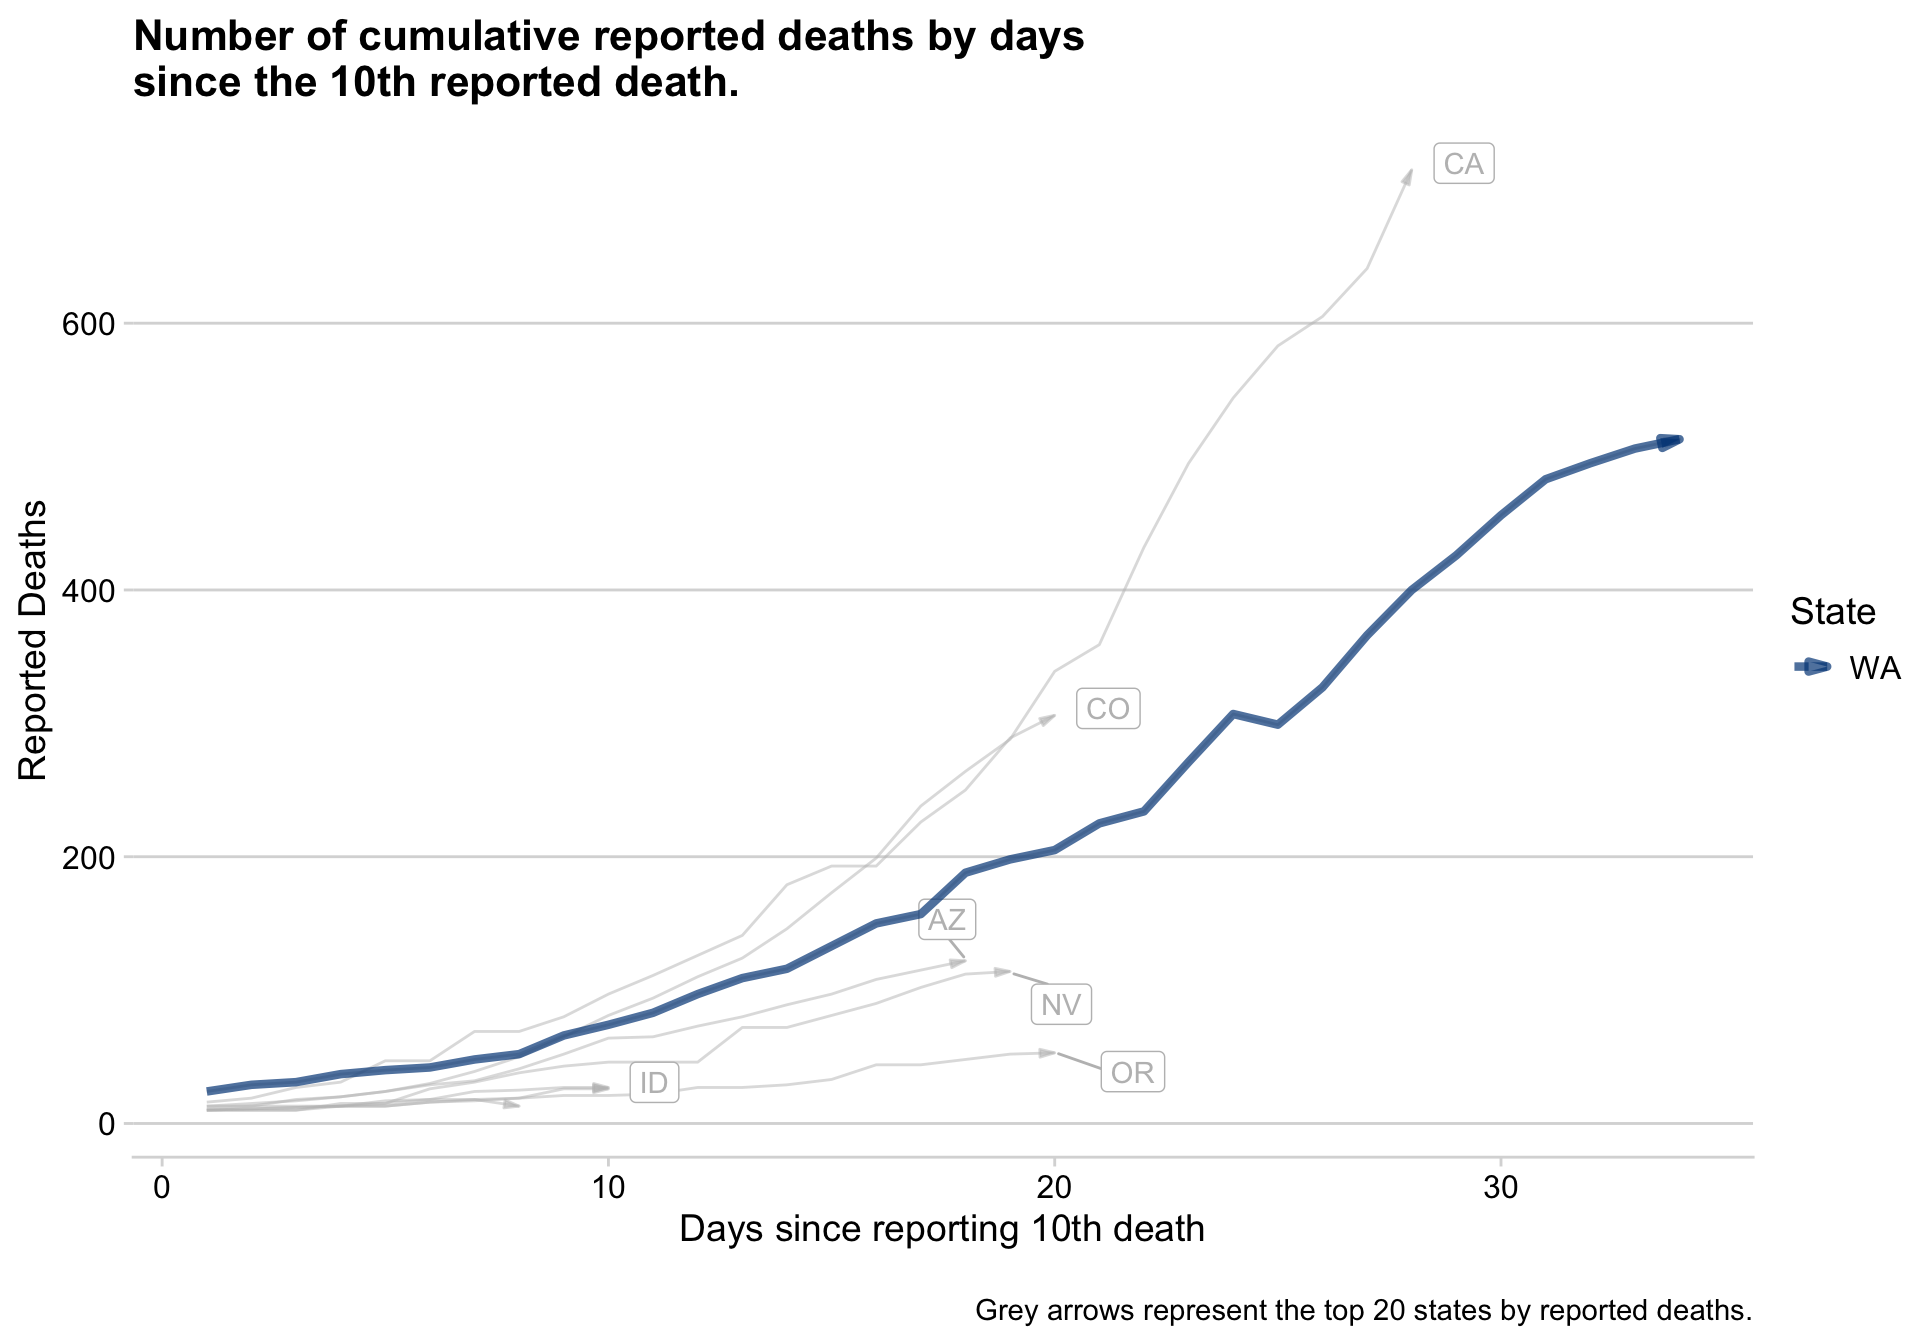 Number of cumulative reported deaths by days
since the 10th reported death.
CA
600
Reported Deaths
400
State
WA
CO
200
AZ
NV
OR
ID
0
0
10
20
30
Days since reporting 10th death
Grey arrows represent the top 20 states by reported deaths.